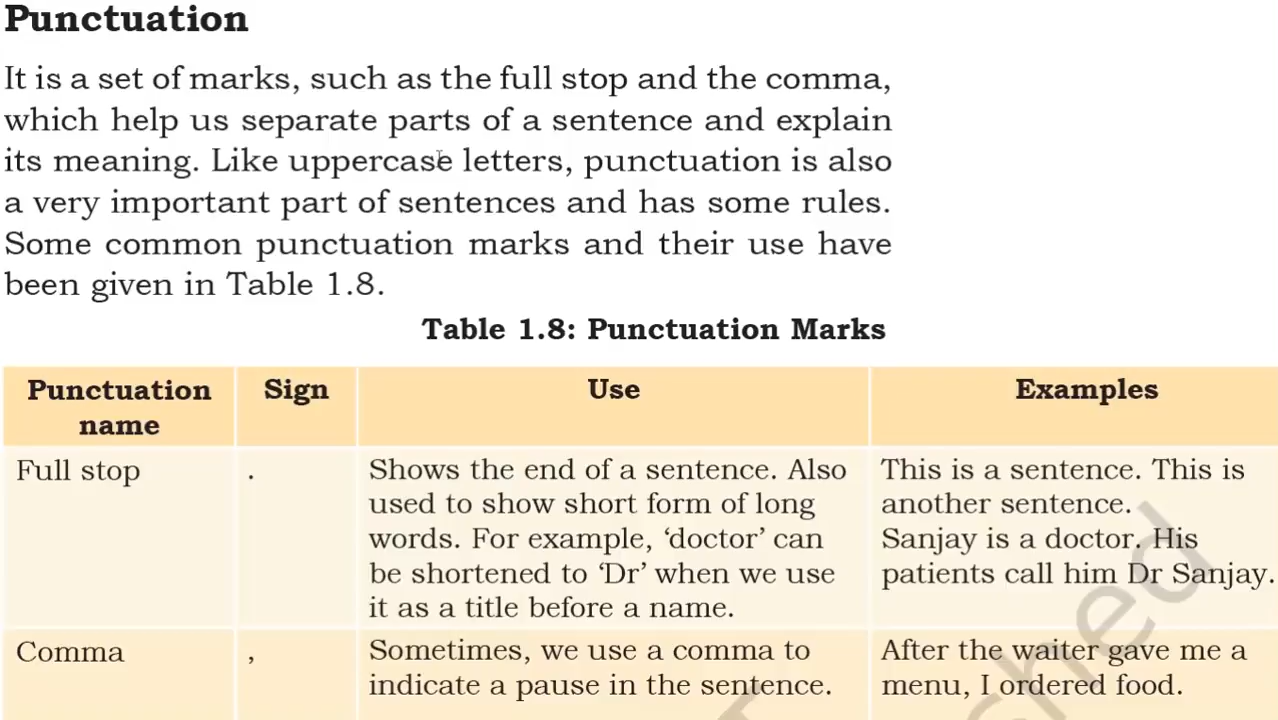 Punctuation
It is a set of marks, such as the full stop and the comma,
which help us separate parts of a sentence and explain
its meaning. Like uppercase letters, punctuation is also
a very important part of sentences and has some rules.
Some common punctuation marks and their use have
been given in Table 1.8.
Table 1.8: Punctuation Marks
Punctuation name
Sign
Use
Examples
Full stop
.
Shows the end of a sentence. Also
used to show short form of long
words. For example, ‘doctor’ can
be shortened to ‘Dr’ when we use
it as a title before a name.
This is a sentence. This is
another sentence.
Sanjay is a doctor. His
patients call him Dr Sanjay.
Comma
,
Sometimes, we use a comma to
indicate a pause in the sentence.
After the waiter gave me a
menu, I ordered food.